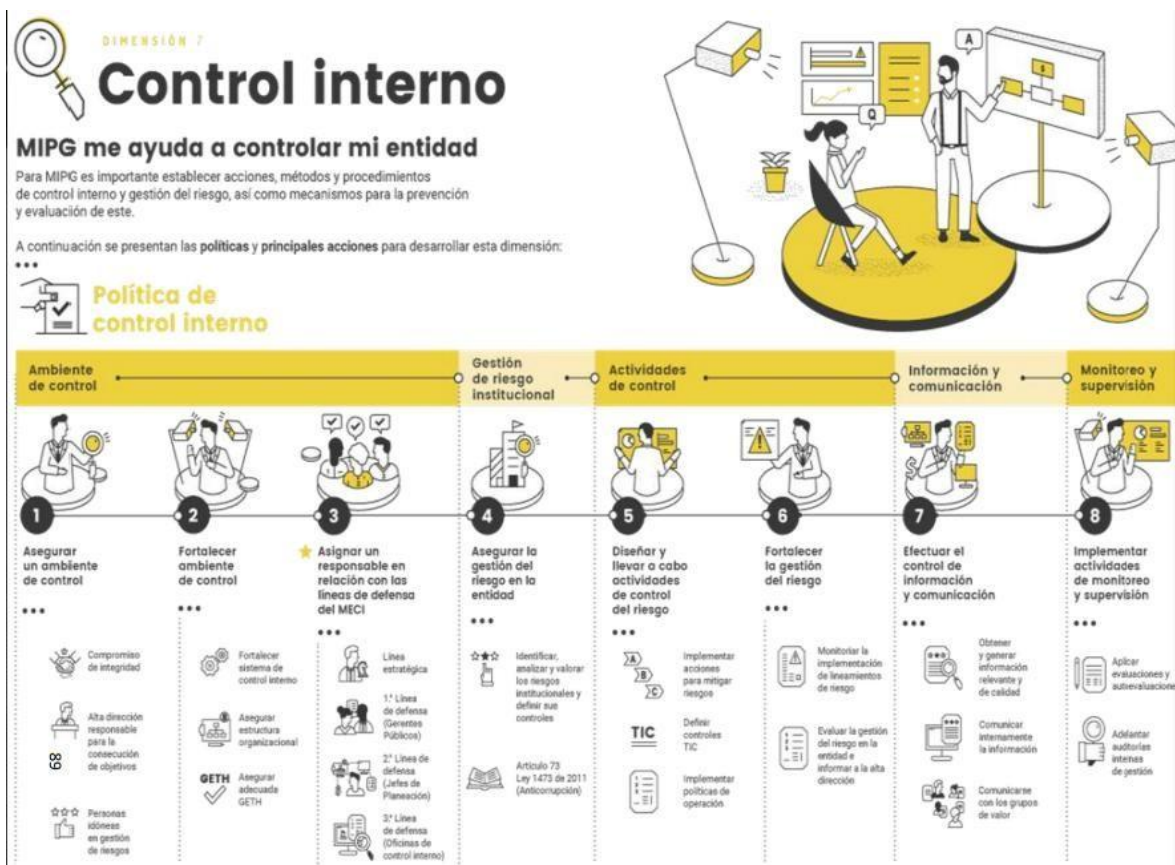 DIMENSIÓN 7
Control interno
MIPG me ayuda a controlar mi entidad
Para MIPG es importante establecer acciones, métodos y procedimientos
de control interno y gestión del riesgo, así como mecanismos para la prevención
y evaluación de este.
A continuación se presentan las políticas y principales acciones para desarrollar esta dimensión:
A
Q
$
Política de
control interno
Ambiente
de control
Gestión
de riesgo
institucional
Actividades
de control
Información y
comunicación
Monitoreo y
supervisión
1
Asegurar
un ambiente
de control
Compromiso
de integridad
Alta dirección
responsable
para la
consecución
de objetivos
Personas
idóneas
en gestión
de riesgos
2
Fortalecer
ambiente
de control
Fortalecer
sistema de
control interno
Asegurar
estructura
organizacional
GETH
Asegurar
adecuada
GETH
3
Asignar un
responsable en
relación con las
líneas de defensa
del MECI
Línea
estratégica
1.ª Línea
de defensa
(Gerentes
Públicos)
2.ª Línea de
defensa
(Jefes de
Planeación)
3.ª Línea
de defensa
(Oficinas de
control interno)
4
Asegurar la
gestión del
riesgo en la
entidad
Identificar,
analizar y valorar
los riesgos
institucionales y
definir sus
controles
Artículo 73
Ley 1473 de 2011
(Anticorrupción)
5
Diseñar y
llevar a cabo
actividades
de control
del riesgo
A
B
C
Implementar
acciones
para mitigar
riesgos
TIC
Definir
controles
TIC
Implementar
políticas de
operación
6
Fortalecer
la gestión
del riesgo
Monitoriar la
implementación
de lineamientos
de riesgo
Evaluar la gestión
del riesgo en la
entidad e
informar a la alta
dirección
$
7
Efectuar el
control de
información
y comunicación
Obtener
y generar
información
relevante y
de calidad
Comunicar
internamente
la información
Comunicarse
con los grupos
de valor
8
Implementar
actividades
de monitoreo
y supervisión
Aplicar
evaluaciones y
autoevaluaciones
Adelantar
auditorías
internas
de gestión
89